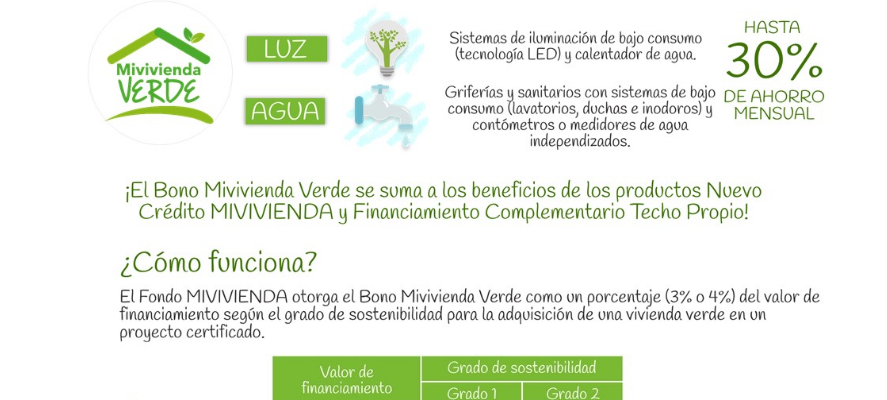 Mivivienda
VERDE
LUZ
Sistemas de iluminación de bajo consumo
(tecnología LED) y calentador de agua.
AGUA
Griferías y sanitarios con sistemas de bajo
consumo (lavatorios, duchas e inodoros) y
contómetros o medidores de agua
independizados.
HASTA
30%
DE AHORRO
MENSUAL
¡El Bono Mivivienda Verde se suma a los beneficios de los productos Nuevo
Crédito MIVIVIENDA y Financiamiento Complementario Techo Propio!
¿Cómo funciona?
El Fondo MIVIVIENDA otorga el Bono Mivivienda Verde como un porcentaje (3% o 4%) del valor de
financiamiento según el grado de sostenibilidad para la adquisición de una vivienda verde en un
proyecto certificado.
Valor de
financiamiento
Grado de sostenibilidad
Grado 1
Grado 2